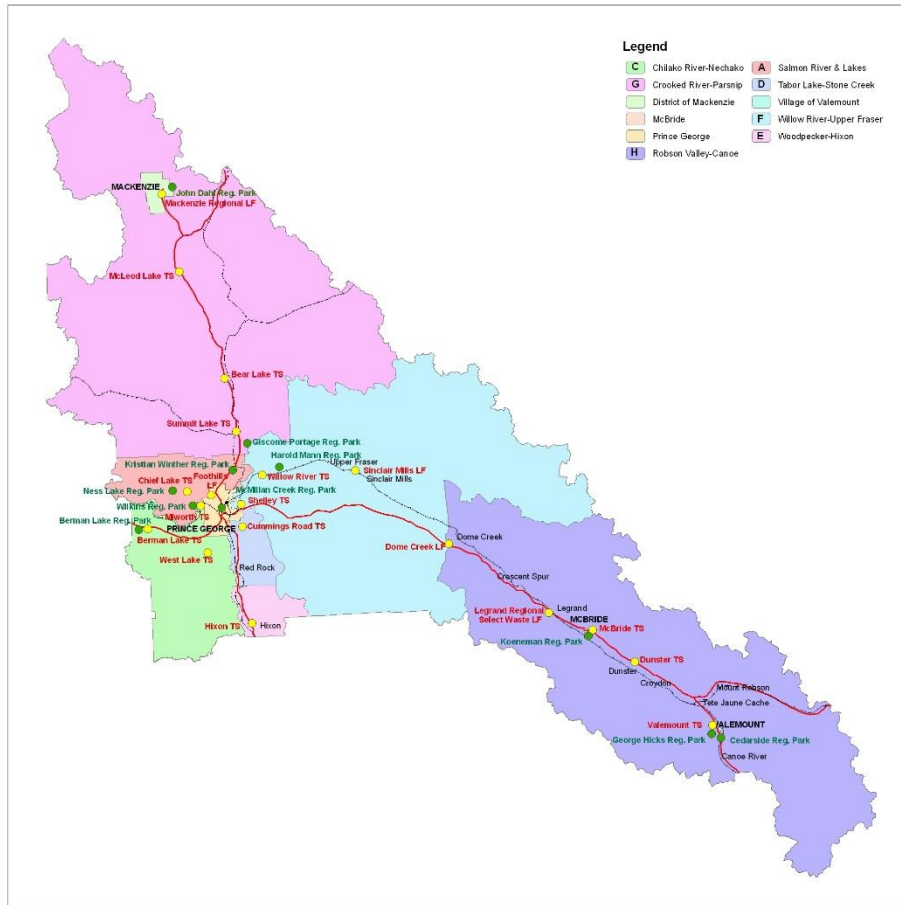 Legend
C Chilako River-Nechako
A Salmon River & Lakes
G Crooked River-Parsnip
D Tabor Lake-Stone Creek
District of Mackenzie
Village of Valemount
McBride
F Willow River-Upper Fraser
Prince George
E Woodpecker-Hixon
H Robson Valley-Canoe
MACKENZIE
John Dahl Reg. Park
Mackenzie Regional LF
McLeod Lake TS
Bear Lake TS
Summit Lake TS
Giscome Portage Reg. Park
Harold Mann Reg. Park
Kristian Winther Reg. Park
Upper Fraser
Sinclair Mills LF
Sinclair Mills
Chief Lake TS
Foothills
LF
Willow River TS
Ness Lake Reg. Park
McMillan Creek Reg. Park
Wilkins Reg. Park
Shelley TS
Miworth TS
Berman Lake Reg. Park
PRINCE GEORGE
Cummings Road TS
Berman Lake TS
Dome Creek
Dome Creek LF
West Lake TS
Red Rock
Crescent Spur
Legrand Regional
Select Waste LF
Legrand
MCBRIDE
Hixon TS
Hixon
McBride TS
Koeneman Reg. Park
Dunster TS
Dunster
Croydon
Mount Robson
Tete Jaune Cache
Valemount TS
VALEMOUNT
George Hicks Reg. Park
Cedarside Reg. Park
Canoe River